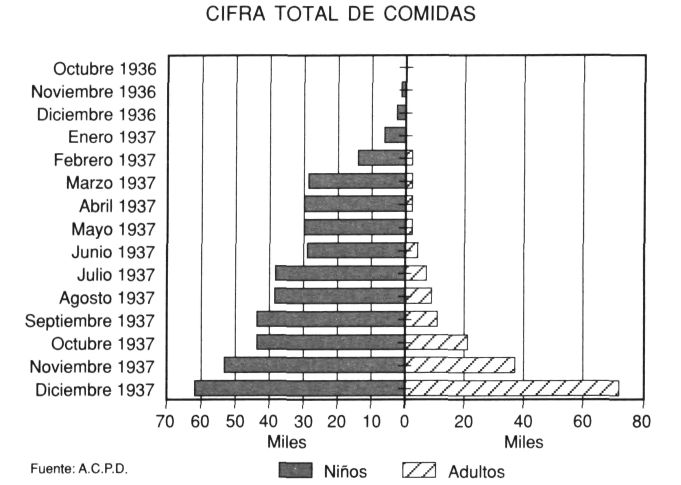 CIFRA TOTAL DE COMIDAS
Octubre 1936
Noviembre 1936
Diciembre 1936
Enero 1937
Febrero 1937
Marzo 1937
Abril 1937
Mayo 1937
Junio 1937
Julio 1937
Agosto 1937
Septiembre 1937
Octubre 1937
Noviembre 1937
Diciembre 1937
70 60 50 40 30 20 10 0 20 40 60 80
Miles Miles
Fuente: A.C.P.D. Niños Adultos